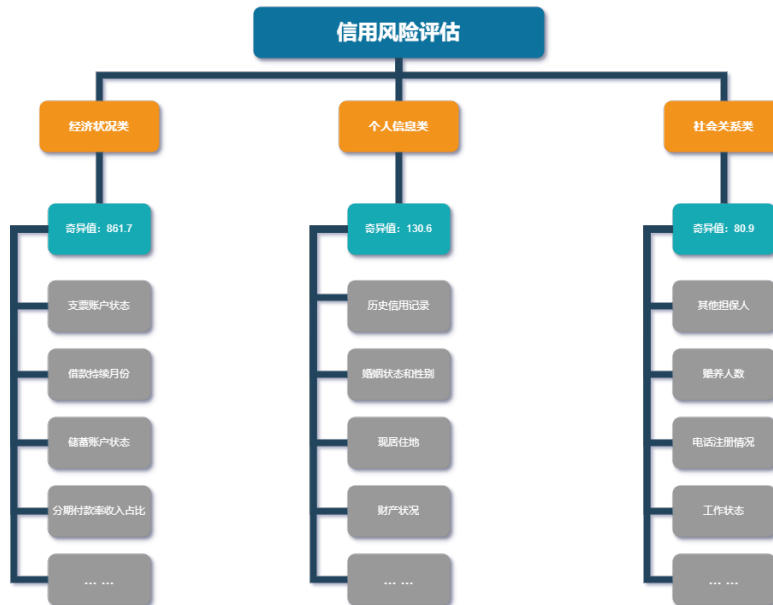 信用风险评估
经济状况类
个人信息类
社会关系类
奇异值：861.7
奇异值：130.6
奇异值：80.9
支票账户状态
历史信用记录
其他担保人
借款持续月份
婚姻状态和性别
赡养人数
储蓄账户状态
现居住地
电话注册情况
分期付款率收入占比
财产状况
工作状态
... ...
... ...
... ...